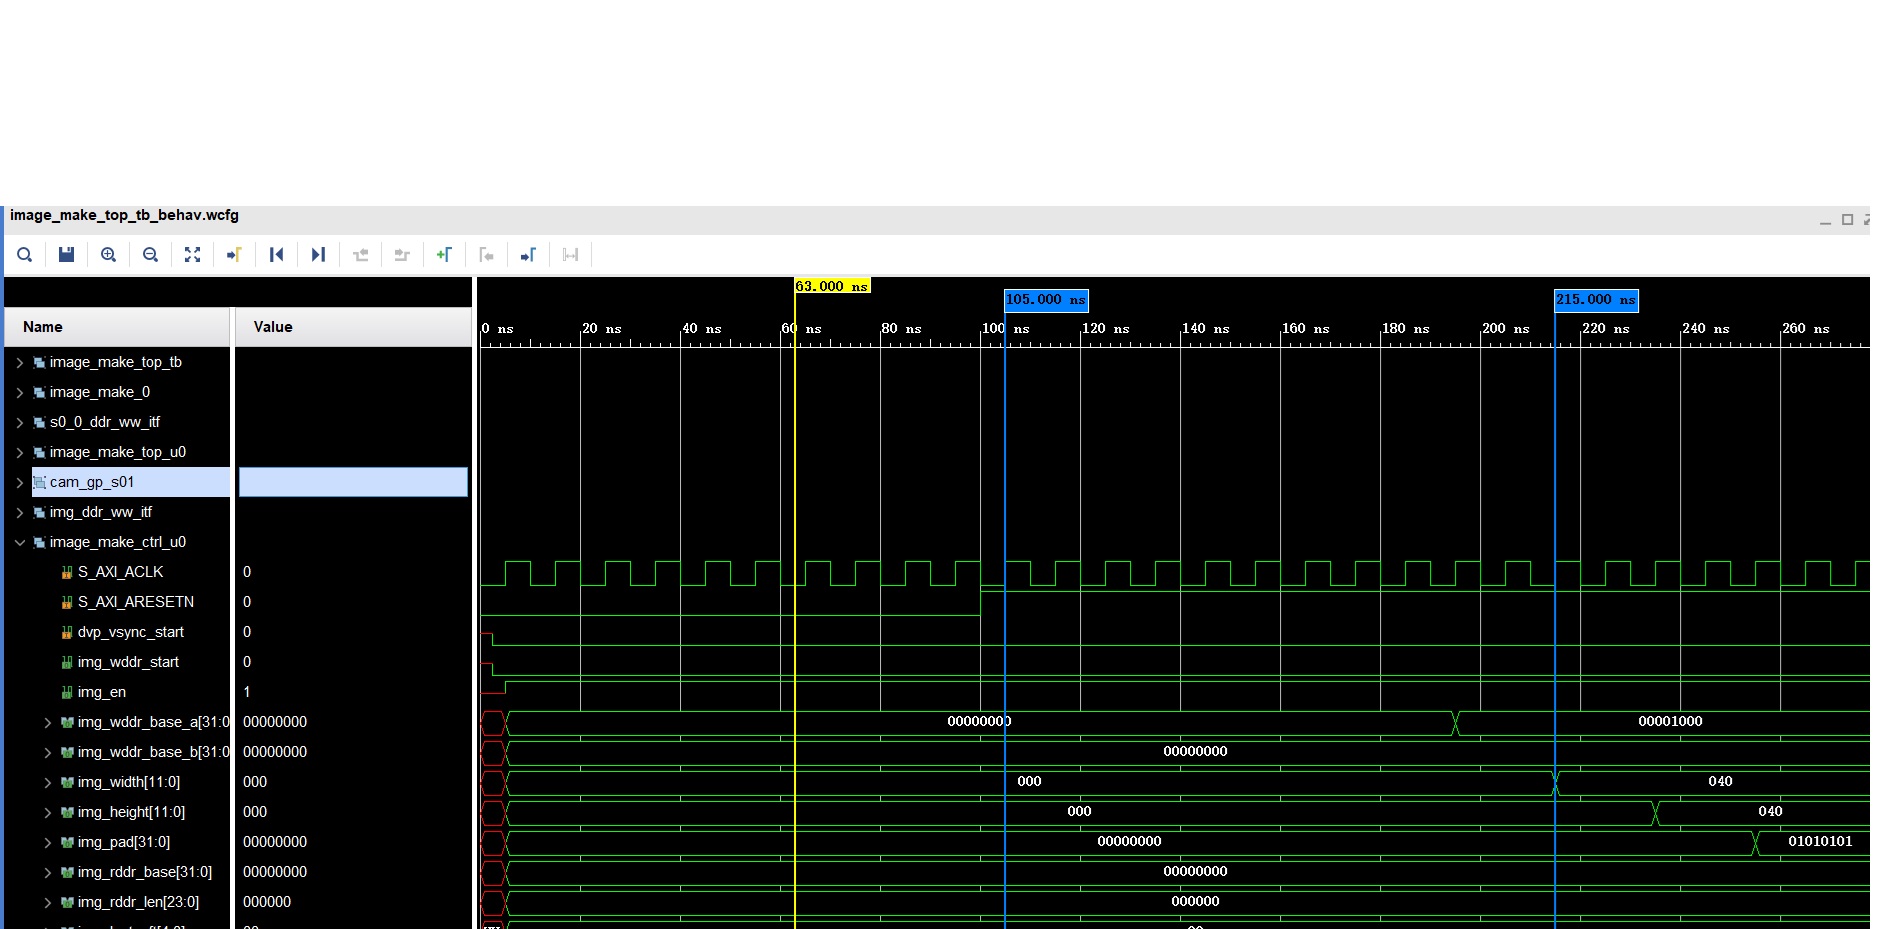 image_make_top_tb_behav.wcfg
63.000 ns
105.000 ns 215.000 ns
Name Value
0 ns 20 ns 40 ns 60 ns 80 ns 100 ns 120 ns 140 ns 160 ns 180 ns 200 ns 220 ns 240 ns 260 ns
image_make_top_tb
image_make_0
s0_0_ddr_ww_itf
image_make_top_u0
cam_gp_s01
img_ddr_ww_itf
image_make_ctrl_u0
S_AXI_ACLK 0
S_AXI_ARESETN 0
dvp_vsync_start 0
img_wddr_start 0
img_en 1
img_wddr_base_a[31:0 00000000 00000000 00001000
img_wddr_base_b[31:0 00000000 00000000
img_width[11:0] 000 000 040
img_height[11:0] 000 000 040
img_pad[31:0] 00000000 00000000 01010101
img_rddr_base[31:0] 00000000 00000000
img_rddr_len[23:0] 000000 000000